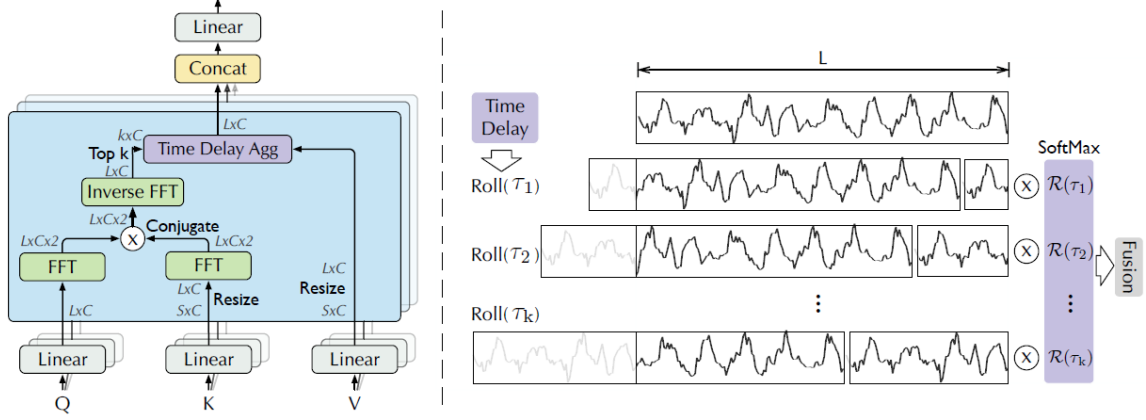 Linear
Concat
LxC
kxC
Time Delay Agg
Top k
LxC
Inverse FFT
LxCx2
Conjugate
LxCx2
X
LxCx2
FFT
FFT
LxC
LxC
Resize
Resize
LxC
SxC
SxC
Linear
Linear
Linear
Q
K
V
L
Time
Delay
SoftMax
Roll(τ1)
X
R(τ1)
Roll(τ2)
X
R(τ2)
Fusion
Roll(τk)
X
R(τk)